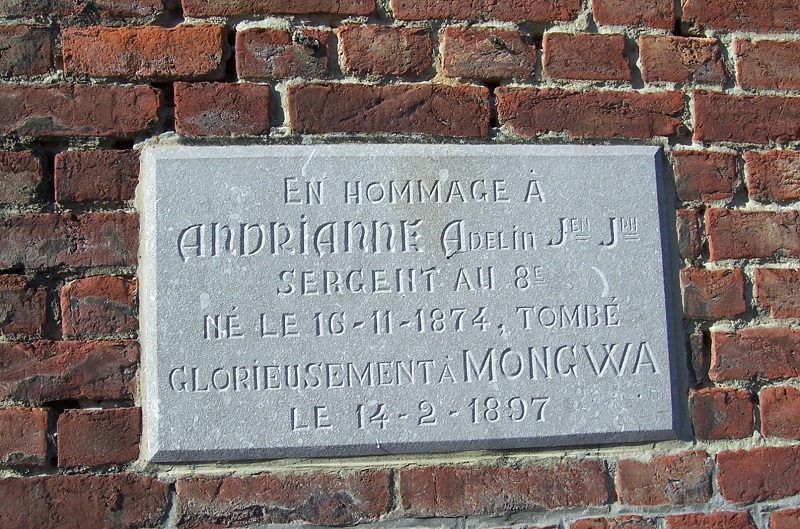 En hommage à
ANDRIANNE Adelin Jen Jph
SERGENT AU 8e
NÉ LE 16-11-1874, TOMBÉ
GLORIEUSEMENT À MONGWA
LE 14-2-1897